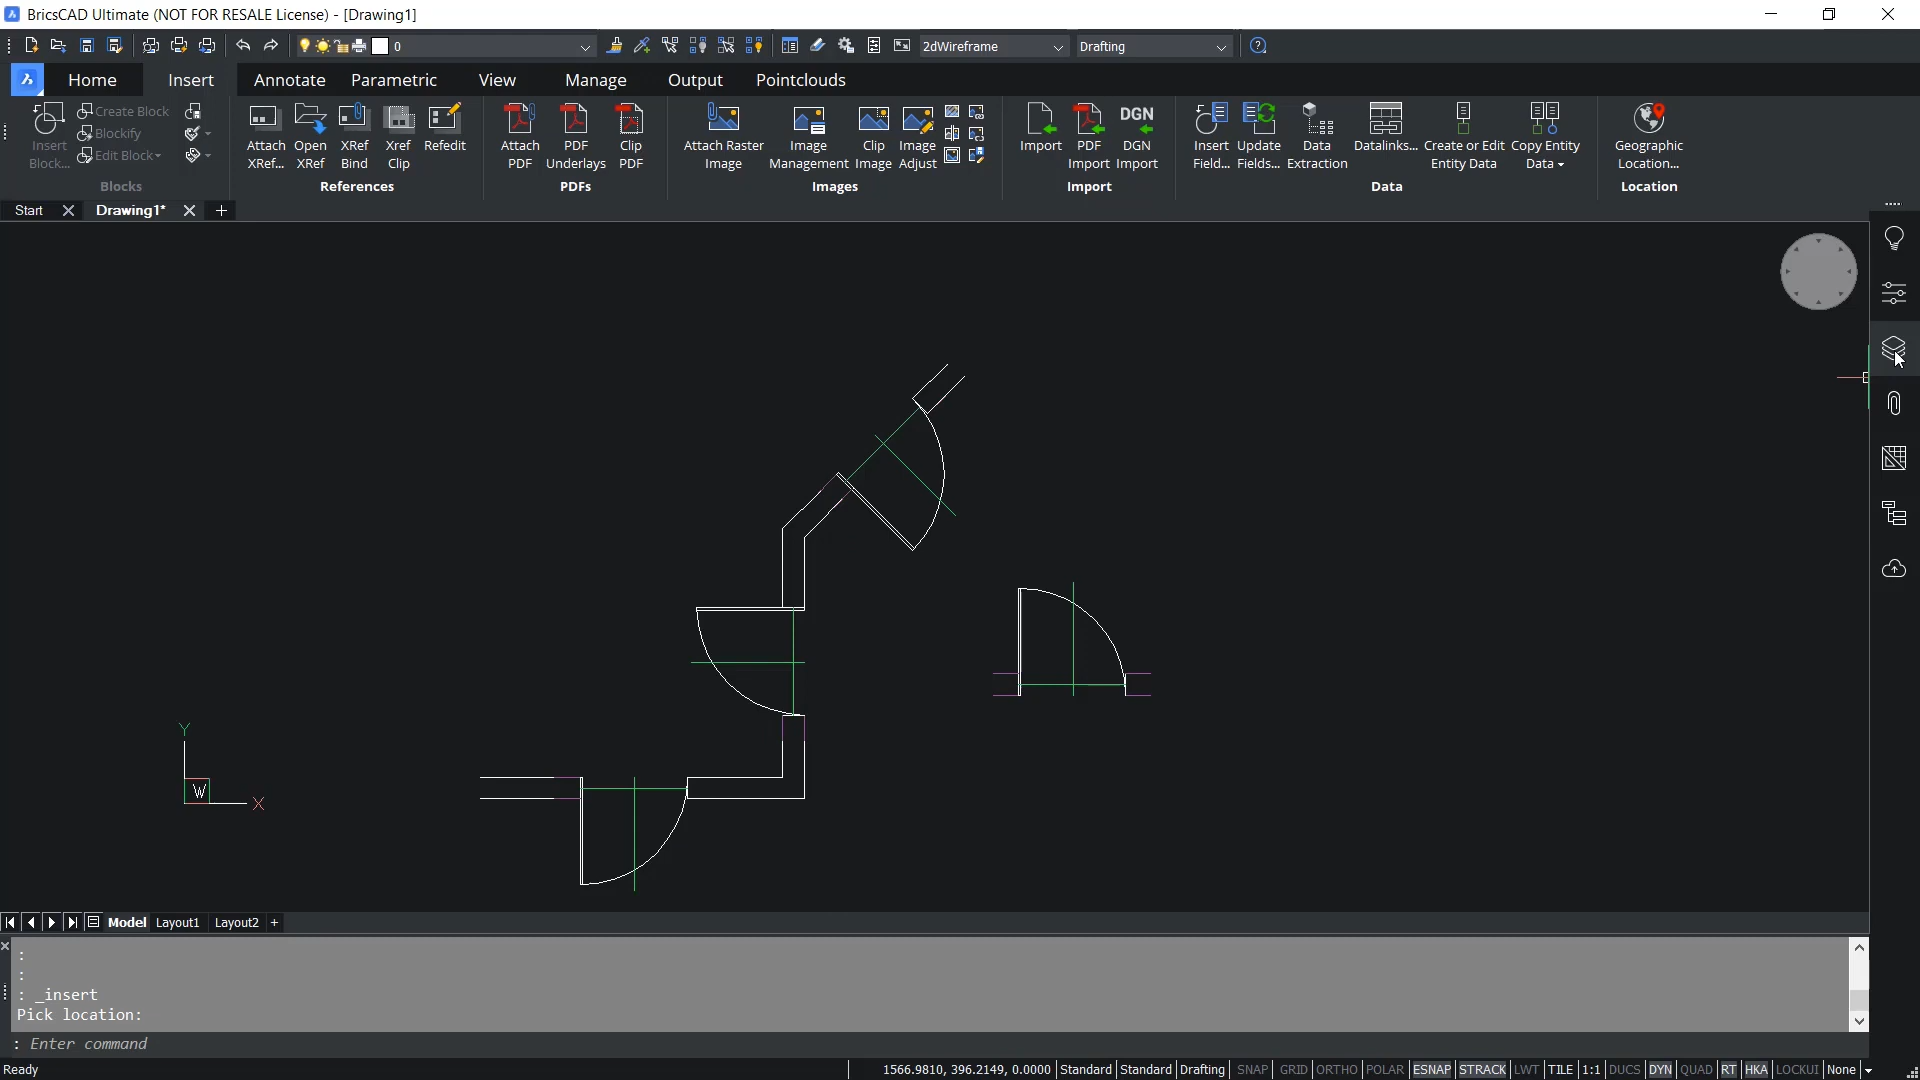 BricsCAD Ultimate (NOT FOR RESALE License) - [Drawing1]
0
2dWireframe
Drafting
Home
Insert
Annotate
Parametric
View
Manage
Output
Pointclouds
Insert Block...
Create Block
Blockify
Edit Block
Blocks
Attach XRef...
Open XRef
XRef Bind
Xref Clip
Refedit
References
Attach PDF
PDF Underlays
Clip PDF
PDFs
Attach Raster Image
Image Management
Clip Image
Image Adjust
Images
Import
PDF Import
DGN
DGN Import
Import
Insert Field...
Update Fields...
Data Extraction
Datalinks...
Create or Edit Entity Data
Copy Entity Data
Data
Geographic Location...
Location
Start
Drawing1*
Y
W
X
Model
Layout1
Layout2
+
:
:
: _insert
Pick location:
: Enter command
Ready
1566.9810, 396.2149, 0.0000
Standard
Standard
Drafting
SNAP
GRID
ORTHO
POLAR
ESNAP
STRACK
LWT
TILE
1:1
DUCS
DYN
QUAD
RT
HKA
LOCKUI
None